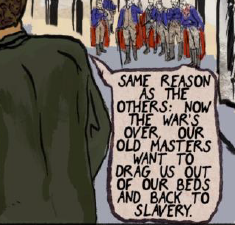 SAME REASON
AS THE
OTHERS: NOW
THE WAR'S
OVER, OUR
OLD MASTERS
WANT TO
DRAG US OUT
OF OUR BEDS
AND BACK TO
SLAVERY.